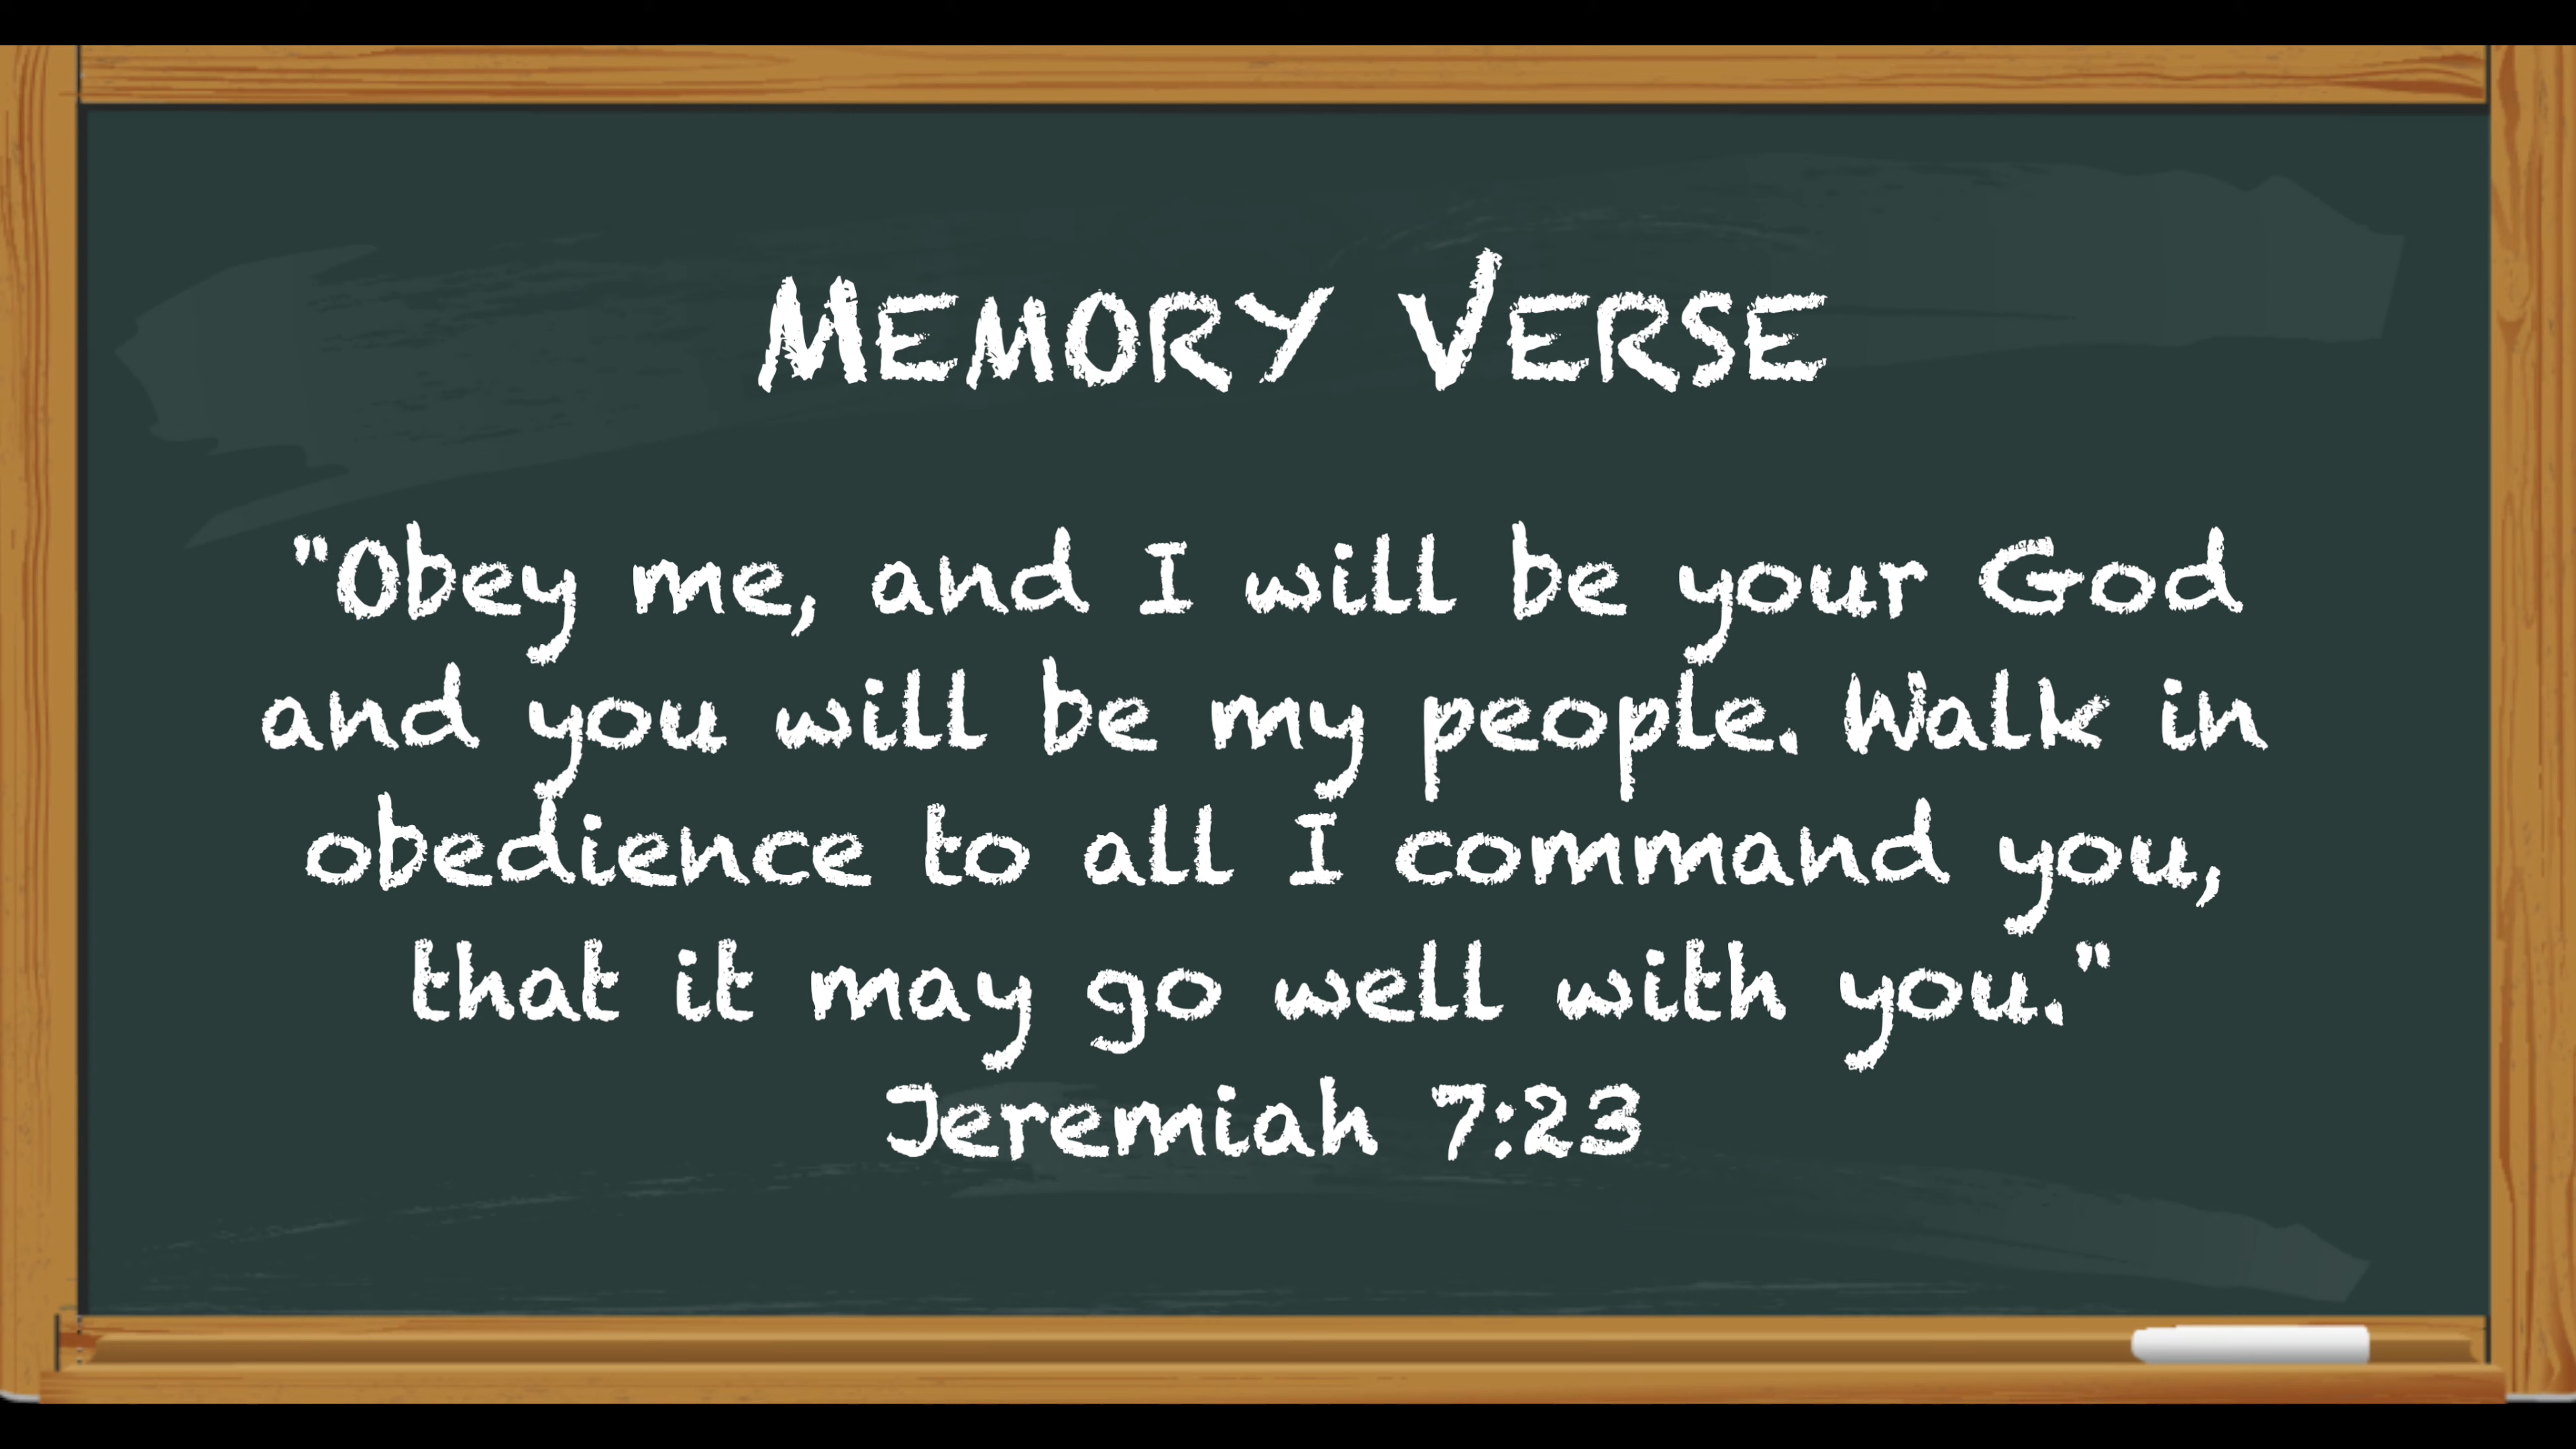 Memory Verse
"Obey me, and I will be your God
and you will be my people. Walk in
obedience to all I command you,
that it may go well with you."
Jeremiah 7:23